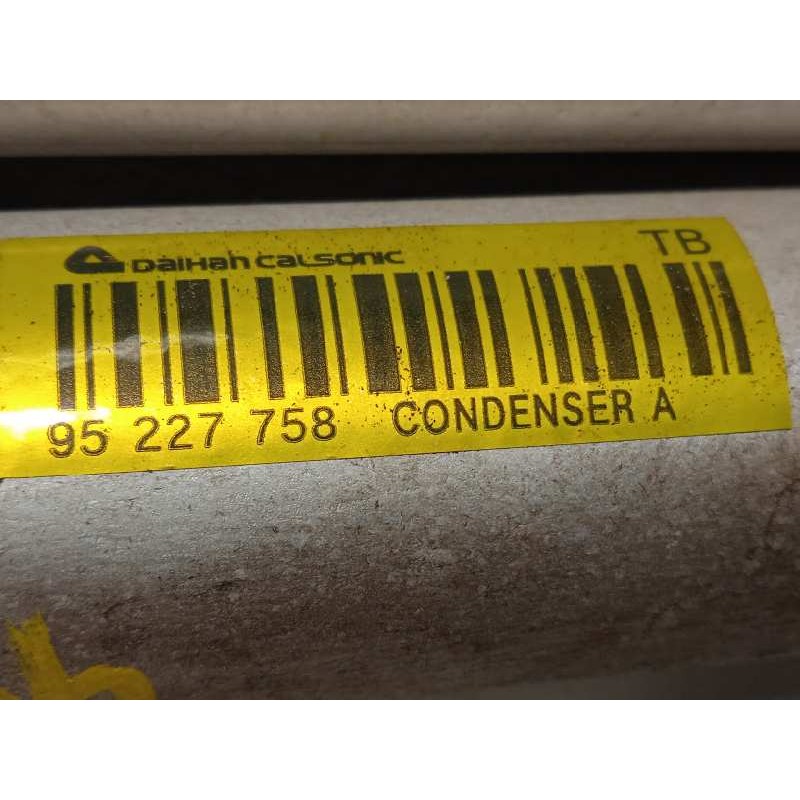 DaiHan CaLSONIC
TB
95 227 758 CONDENSER A